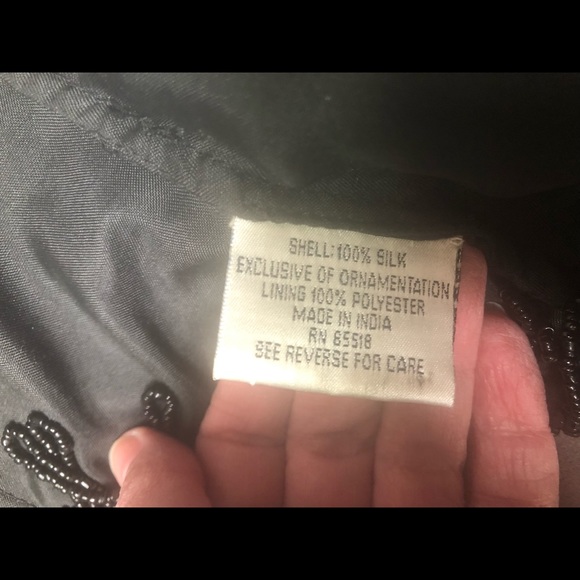 SHELL: 100% SILK
EXCLUSIVE OF ORNAMENTATION
LINING 100% POLYESTER
MADE IN INDIA
RN 65518
SEE REVERSE FOR CARE